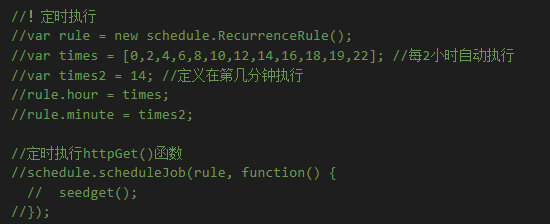 //! 定时执行
//var rule = new schedule.RecurrenceRule();
//var times = [0,2,4,6,8,10,12,14,16,18,19,22]; //每2小时自动执行
//var times2 = 14; //定义在第几分钟执行
//rule.hour = times;
//rule.minute = times2;
//定时执行httpGet()函数
//schedule.scheduleJob(rule, function() {
//  seedget();
//});